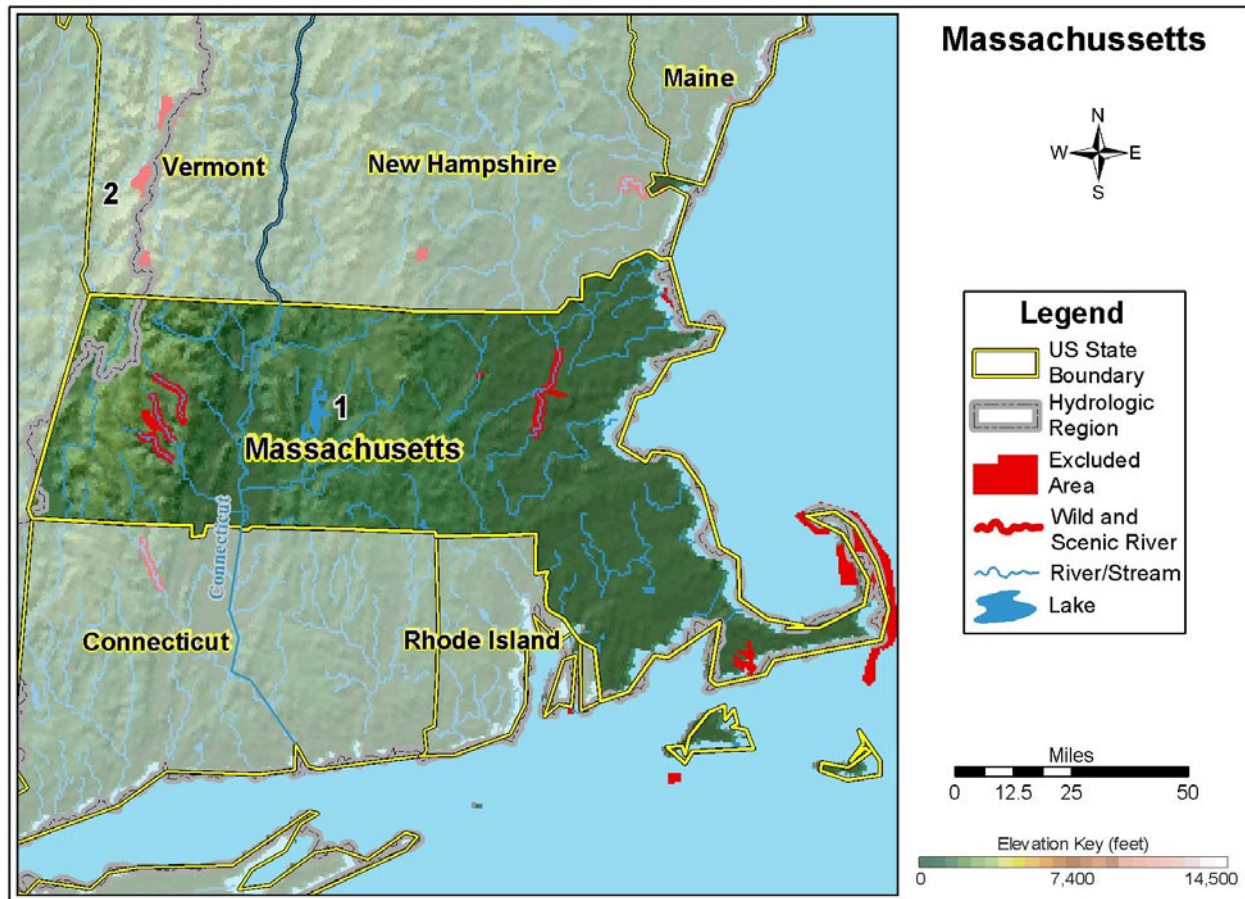 Massachussetts
N
W E
S
Maine
Vermont
New Hampshire
2
1
Massachusetts
Connecticut
Connecticut
Rhode Island
Legend
US State
Boundary
Hydrologic
Region
Excluded
Area
Wild and
Scenic River
River/Stream
Lake
Miles
0 12.5 25 50
Elevation Key (feet)
0 7,400 14,500